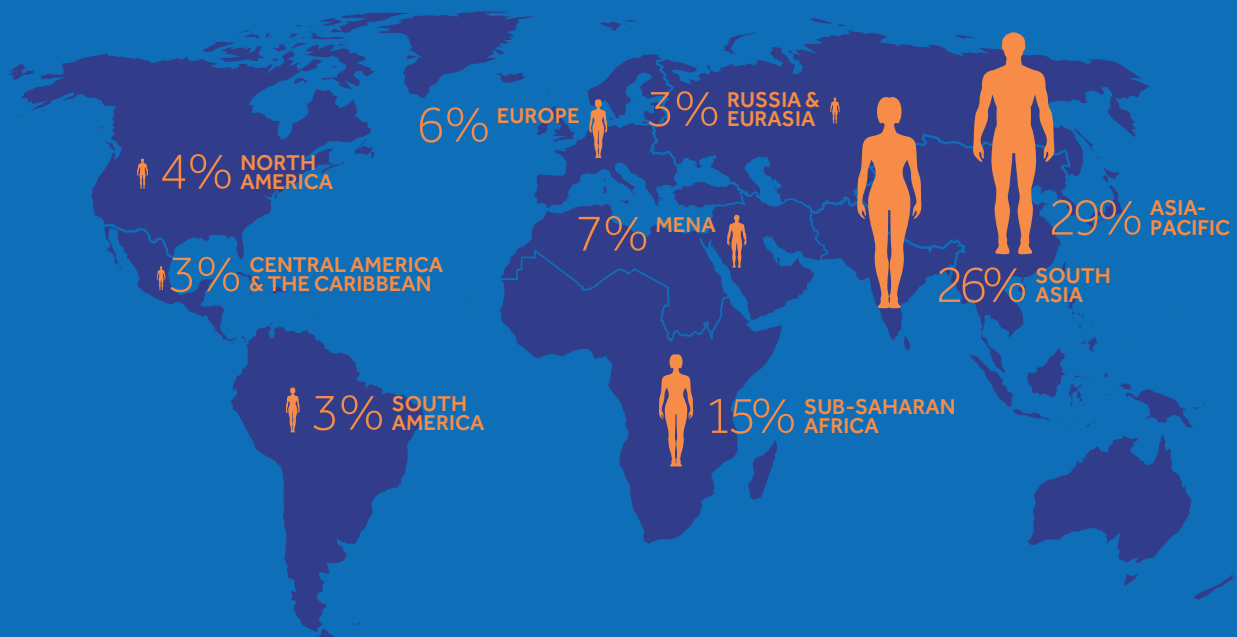 6% EUROPE
3% RUSSIA &
EURASIA
4% NORTH
AMERICA
29% ASIA-
PACIFIC
7% MENA
3% CENTRAL AMERICA
& THE CARIBBEAN
26% SOUTH
ASIA
3% SOUTH
AMERICA
15% SUB-SAHARAN
AFRICA